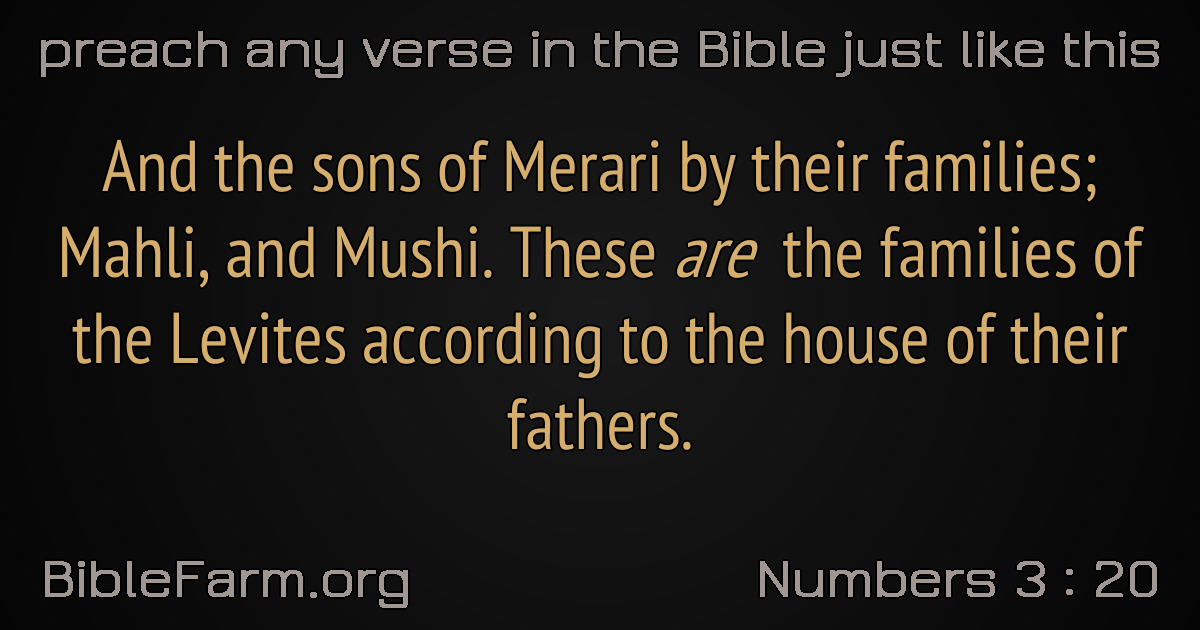 preach any verse in the Bible just like this
And the sons of Merari by their families;
Mahli, and Mushi. These are the families of
the Levites according to the house of their
fathers.
BibleFarm.org
Numbers 3 : 20